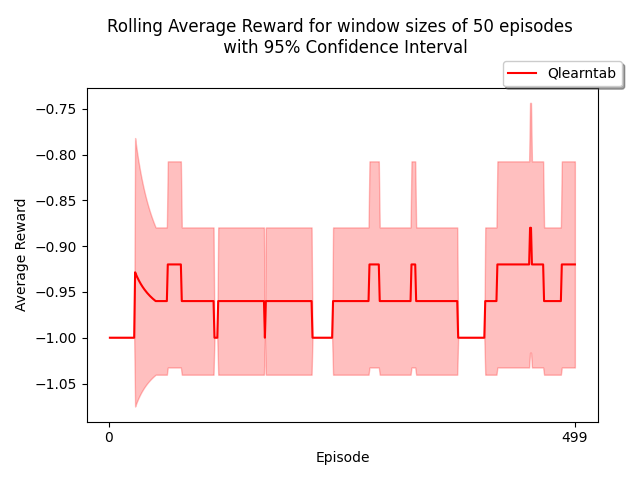 Rolling Average Reward for window sizes of 50 episodes
with 95% Confidence Interval
Qlearntab
−0.75
−0.80
−0.85
−0.90
−0.95
−1.00
−1.05
Average Reward
0
499
Episode